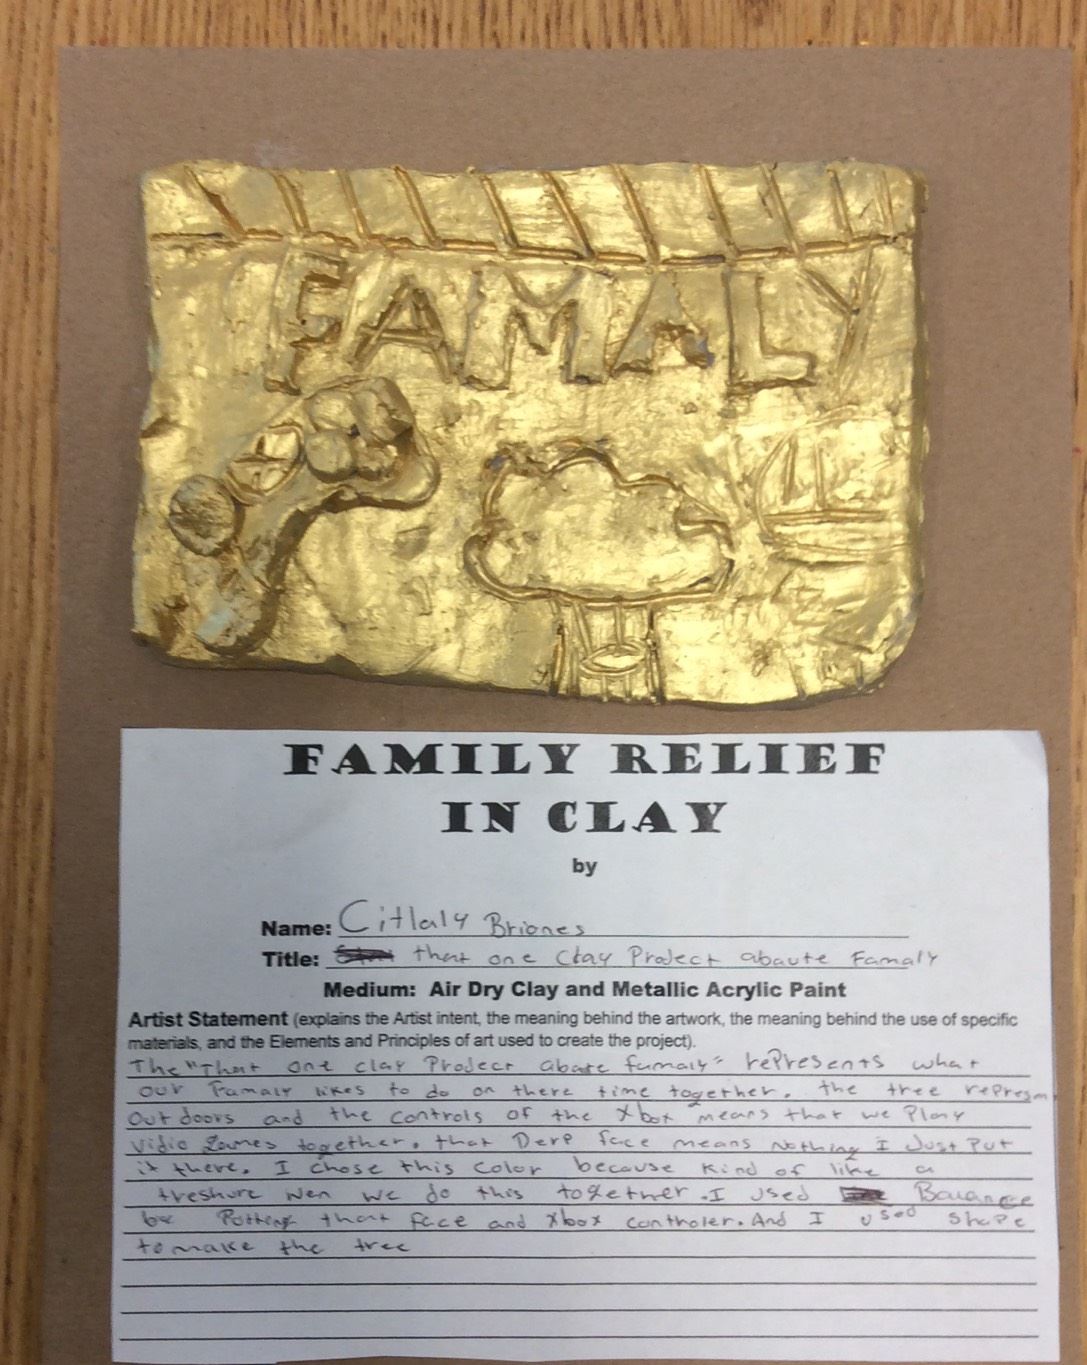 FAMALY
FAMILY RELIEF
IN CLAY
by
Name: Citlaly Briones
Title: that one Clay Project abaute Famaly
Medium: Air Dry Clay and Metallic Acrylic Paint
Artist Statement (explains the Artist intent, the meaning behind the artwork, the meaning behind the use of specific
materials, and the Elements and Principles of art used to create the project).
The "That one clay Project abate famaly" rePresents what
our Famaly likes to do on there time together. the tree represen
Outdoors and the controls of the Xbox means that we Play
vidio games together. that Derp face means nothing I Just Put
it there. I chose this color because kind of like a
treshure wen we do this together. I used Balance
by Putting that face and xbox controler. And I used shape
to make the tree